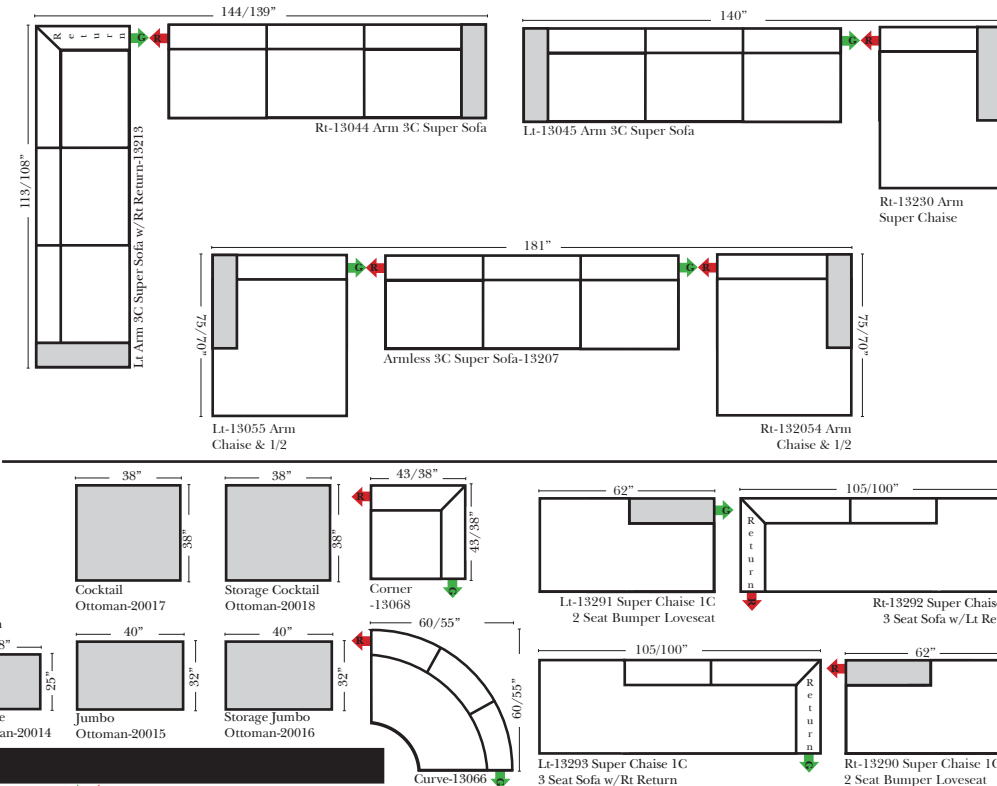 144/139”
140”
Return
G R
G R
113/108”
Lt Arm 3C Super Sofa w/Rt Return-13213
Rt-13044 Arm 3C Super Sofa
Lt-13045 Arm 3C Super Sofa
Rt-13230 Arm
Super Chaise
181”
75/70”
G R
G R
75/70”
Armless 3C Super Sofa-13207
Lt-13055 Arm
Chaise & 1/2
Rt-132054 Arm
Chaise & 1/2
38”
38”
Cocktail
Ottoman-20017
38”
38”
Storage Cocktail
Ottoman-20018
43/38”
R
43/38”
G
Corner
-13068
62”
G
Lt-13291 Super Chaise 1C
2 Seat Bumper Loveseat
105/100”
Return
R
Rt-13292 Super Chais
3 Seat Sofa w/Lt Re
8”
25”
an-20014
40”
32”
Jumbo
Ottoman-20015
40”
32”
Storage Jumbo
Ottoman-20016
60/55”
R
60/55”
G
Curve-13066
105/100”
Return
G
Lt-13293 Super Chaise 1C
3 Seat Sofa w/Rt Return
62”
R
Rt-13290 Super Chaise 1C
2 Seat Bumper Loveseat